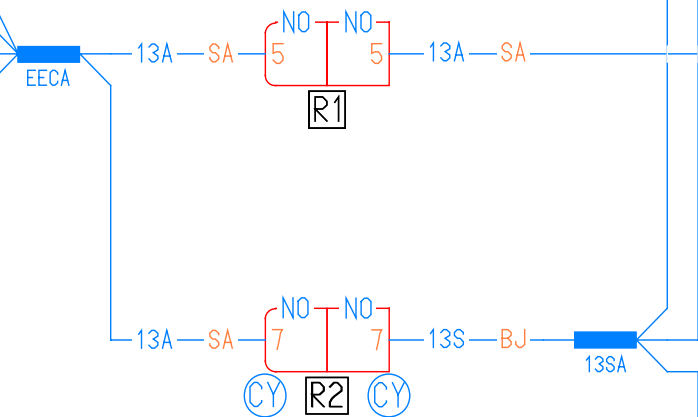 NO NO
13A SA 5 5 13A SA
EECA
R1
NO NO
13A SA 7 7 13S BJ
13SA
CY R2 CY